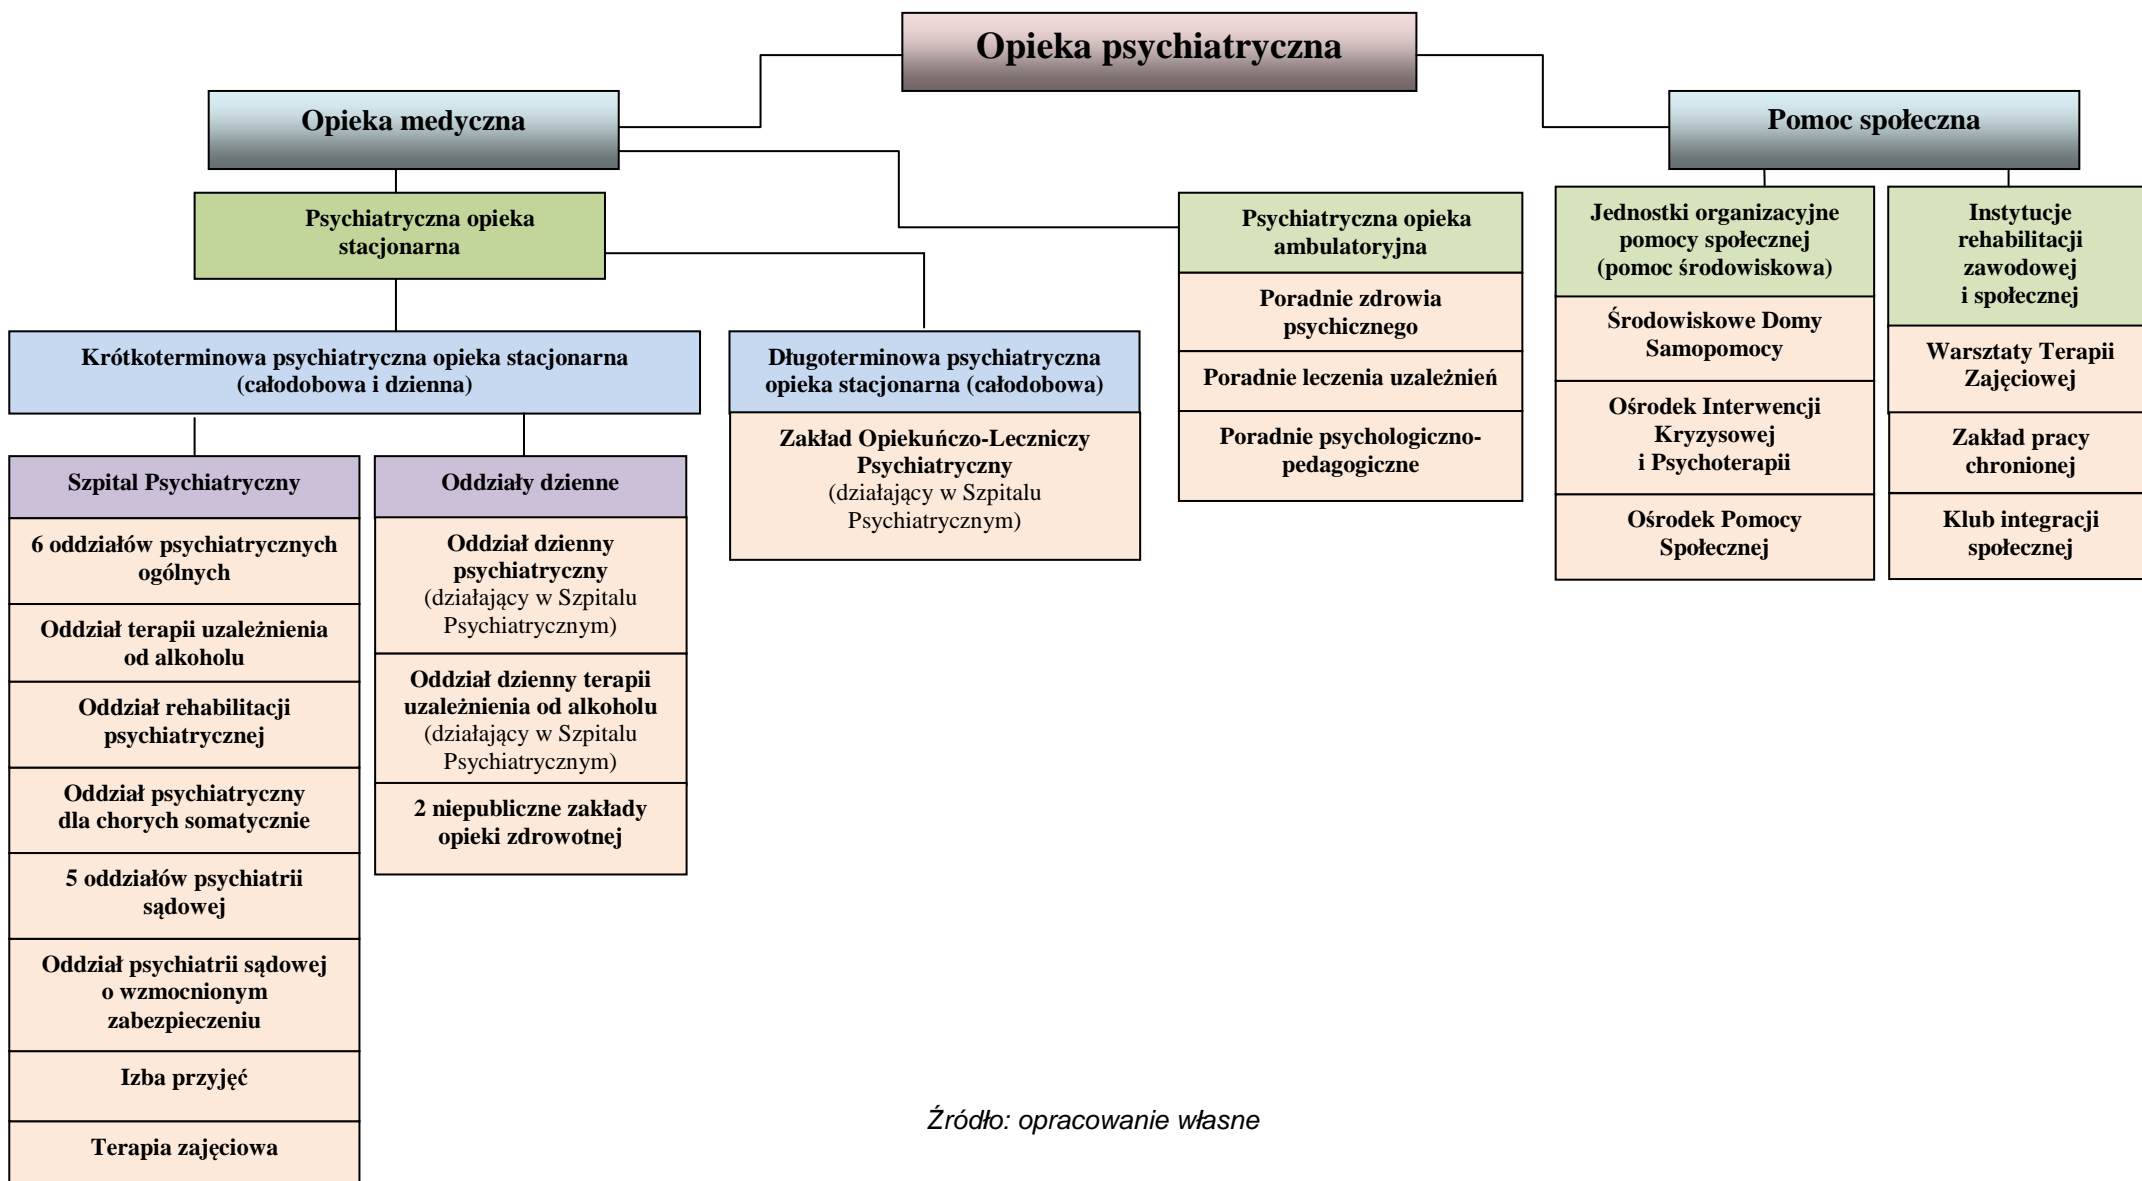 Opieka psychiatryczna
Opieka medyczna
Pomoc społeczna
Psychiatryczna opieka
stacjonarna
Psychiatryczna opieka
ambulatoryjna
Poradnie zdrowia
psychicznego
Poradnie leczenia uzależnień
Poradnie psychologiczno-
pedagogiczne
Jednostki organizacyjne
pomocy społecznej
(pomoc środowiskowa)
Środowiskowe Domy
Samopomocy
Ośrodek Interwencji
Kryzysowej
i Psychoterapii
Ośrodek Pomocy
Społecznej
Instytucje
rehabilitacji
zawodowej
i społecznej
Warsztaty Terapii
Zajęciowej
Zakład pracy
chronionej
Klub integracji
społecznej
Krótkoterminowa psychiatryczna opieka stacjonarna
(całodobowa i dzienna)
Długoterminowa psychiatryczna
opieka stacjonarna (całodobowa)
Zakład Opiekuńczo-Leczniczy
Psychiatryczny
(działający w Szpitalu
Psychiatrycznym)
Szpital Psychiatryczny
6 oddziałów psychiatrycznych
ogólnych
Oddział terapii uzależnienia
od alkoholu
Oddział rehabilitacji
psychiatrycznej
Oddział psychiatryczny
dla chorych somatycznie
5 oddziałów psychiatrii
sądowej
Oddział psychiatrii sądowej
o wzmocnionym
zabezpieczeniu
Izba przyjęć
Terapia zajęciowa
Oddziały dzienne
Oddział dzienny
psychiatryczny
(działający w Szpitalu
Psychiatrycznym)
Oddział dzienny terapii
uzależnienia od alkoholu
(działający w Szpitalu
Psychiatrycznym)
2 niepubliczne zakłady
opieki zdrowotnej
Źródło: opracowanie własne